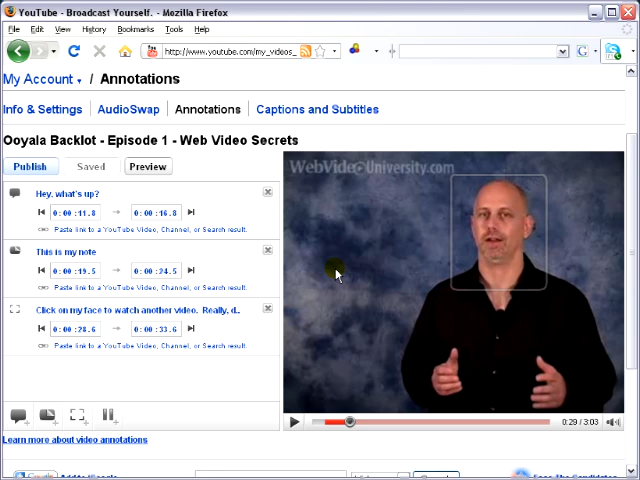 YouTube - Broadcast Yourself. - Mozilla Firefox
File Edit View History Bookmarks Tools Help
http://www.youtube.com/my_videos_
My Account / Annotations
Info & Settings AudioSwap Annotations Captions and Subtitles
Ooyala Backlot - Episode 1 - Web Video Secrets
Publish Saved Preview
WebVideoUniversity.com
Hey, what's up?
0:00:11.8 0:00:16.8
Paste link to a YouTube Video, Channel, or Search result.
This is my note
0:00:19.5 0:00:24.5
Paste link to a YouTube Video, Channel, or Search result.
Click on my face to watch another video. Really, d..
0:00:28.6 0:00:33.6
Paste link to a YouTube Video, Channel, or Search result.
0:29 / 3:03
Learn more about video annotations